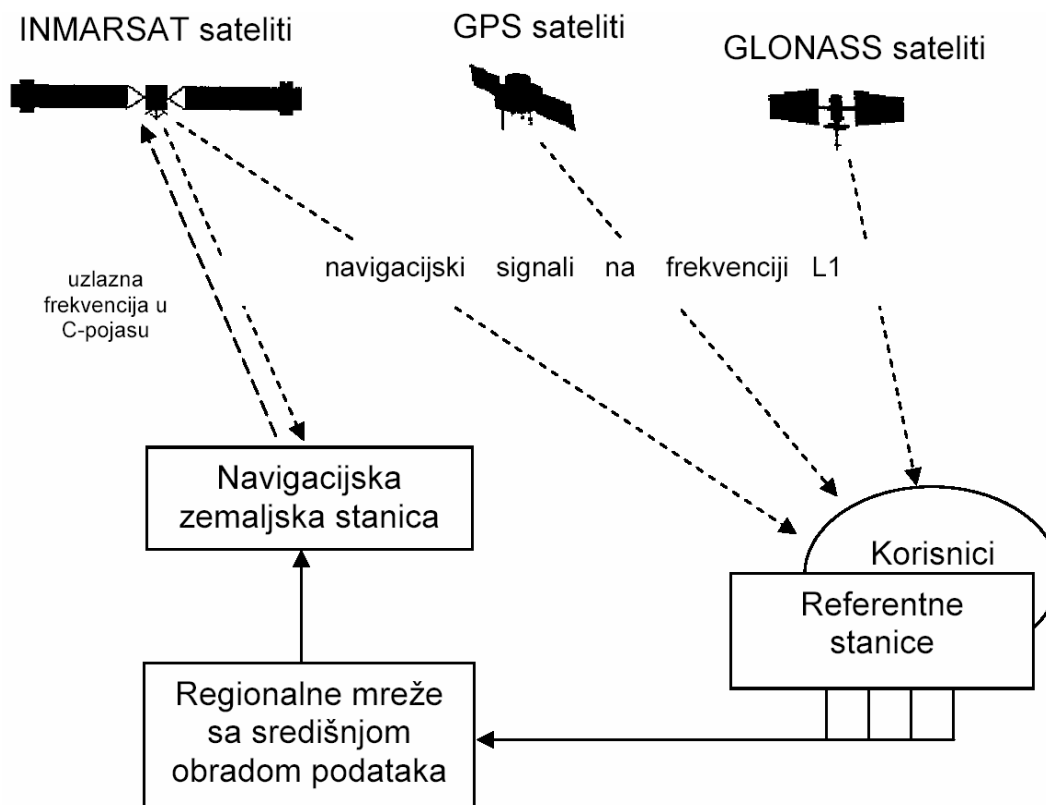 INMARSAT sateliti
GPS sateliti
GLONASS sateliti
navigacijski signali na frekvenciji L1
uzlazna
frekvencija u
C-pojasu
Navigacijska
zemaljska stanica
Korisnici
Referentne
stanice
Regionalne mreže
sa središnjom
obradom podataka